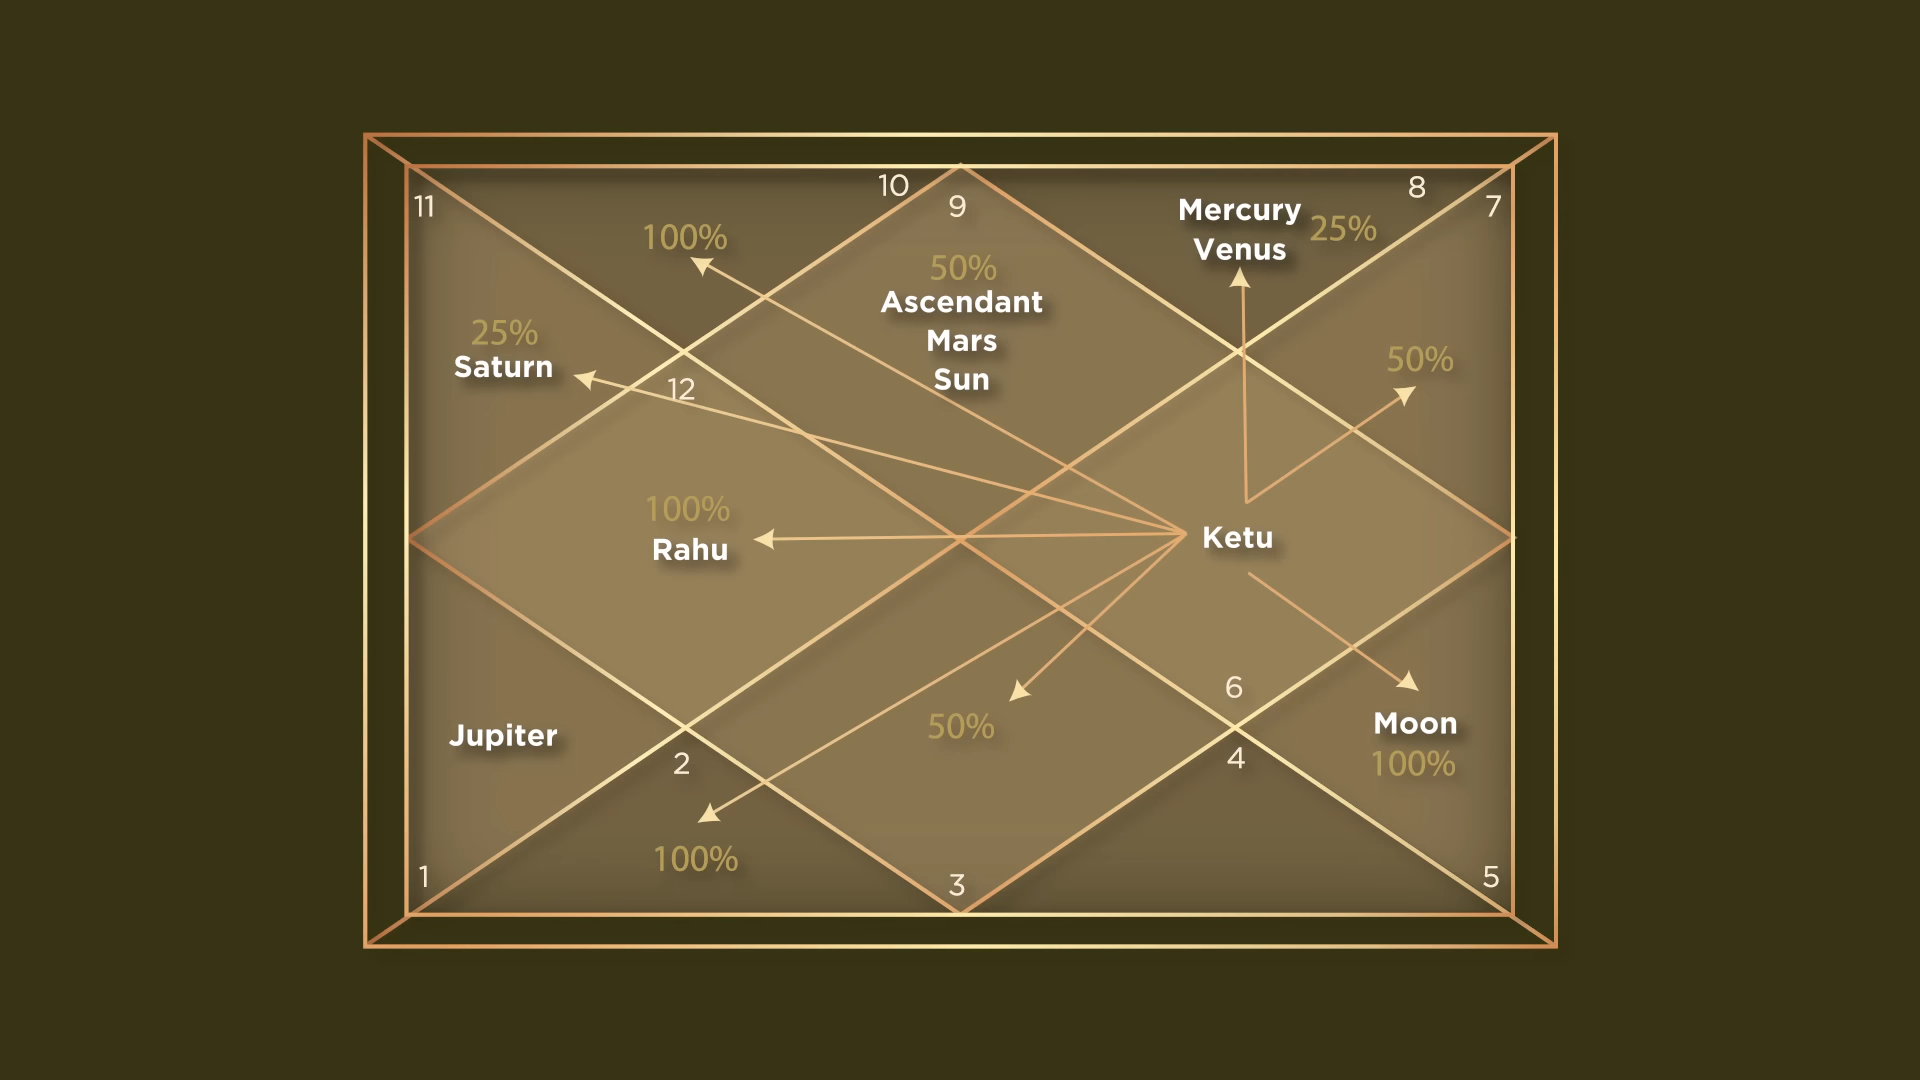 10
8
11
9
7
Mercury
25%
100%
Venus
50%
Ascendant
25%
Mars
50%
Saturn
Sun
12
100%
Rahu
Ketu
6
50%
Moon
Jupiter
2
4
100%
100%
1
3
5